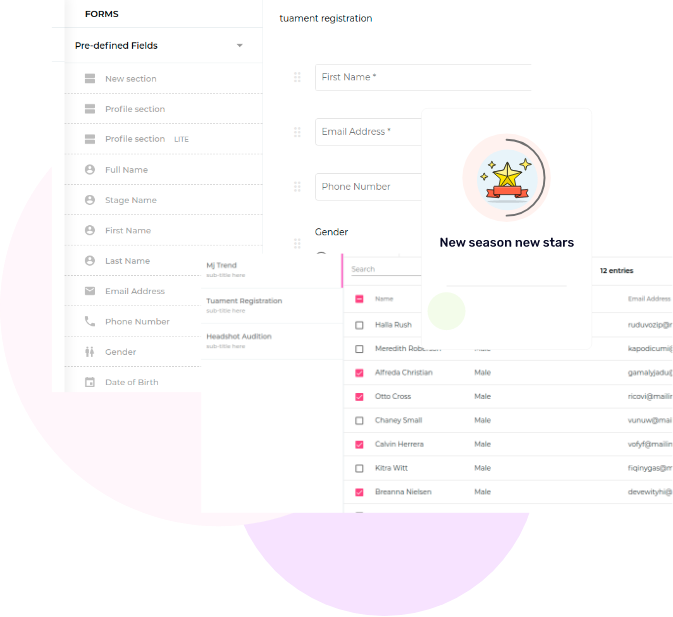 FORMS
Pre-defined Fields
New section
Profile section
Profile section LITE
Full Name
Stage Name
First Name
Last Name
Email Address
Phone Number
Gender
Date of Birth
tuament registration
First Name *
Email Address *
Phone Number
Gender
New season new stars
Mj Trend
sub-title here
Tuament Registration
sub-title here
Headshot Audition
sub-title here
Search
12 entries
Name Email Address
Halla Rush ruduvozip@r
Meredith Male kapodicumi@
Alfreda Christian Male gamalyjadu@
Otto Cross Male ricovi@mailin
Chaney Small Male vunuw@mai
Calvin Herrera Male vofyf@mailin
Kitra Witt Male fiqinygas@m
Breanna Nielsen Male devewityhi@